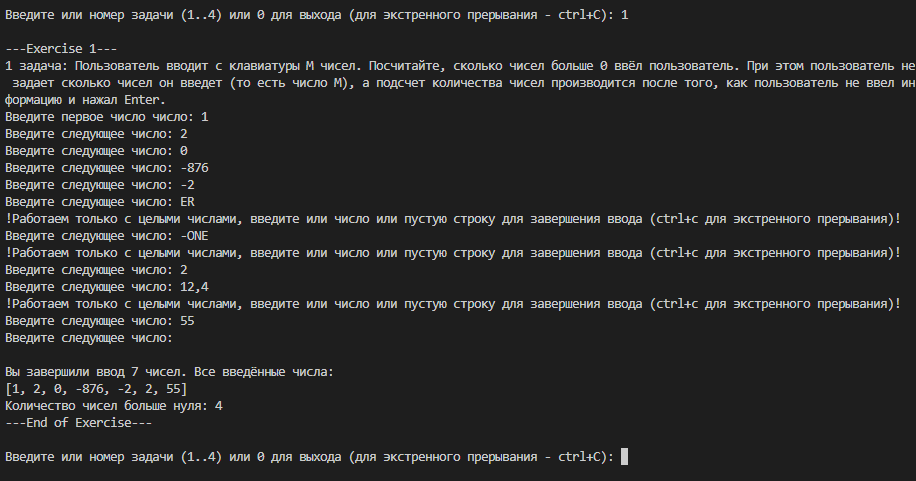 Введите или номер задачи (1..4) или 0 для выхода (для экстренного прерывания - ctrl+C): 1
---Exercise 1---
1 задача: Пользователь вводит с клавиатуры M чисел. Посчитайте, сколько чисел больше 0 ввёл пользователь. При этом пользователь не
задает сколько чисел он введет (то есть число M), а подсчет количества чисел производится после того, как пользователь не ввел ин
формацию и нажал Enter.
Введите первое число число: 1
Введите следующее число: 2
Введите следующее число: 0
Введите следующее число: -876
Введите следующее число: -2
Введите следующее число: ER
!Работаем только с целыми числами, введите или число или пустую строку для завершения ввода (ctrl+c для экстренного прерывания)!
Введите следующее число: -ONE
!Работаем только с целыми числами, введите или число или пустую строку для завершения ввода (ctrl+c для экстренного прерывания)!
Введите следующее число: 2
Введите следующее число: 12,4
!Работаем только с целыми числами, введите или число или пустую строку для завершения ввода (ctrl+c для экстренного прерывания)!
Введите следующее число: 55
Введите следующее число:
Вы завершили ввод 7 чисел. Все введённые числа:
[1, 2, 0, -876, -2, 2, 55]
Количество чисел больше нуля: 4
---End of Exercise---
Введите или номер задачи (1..4) или 0 для выхода (для экстренного прерывания - ctrl+C):